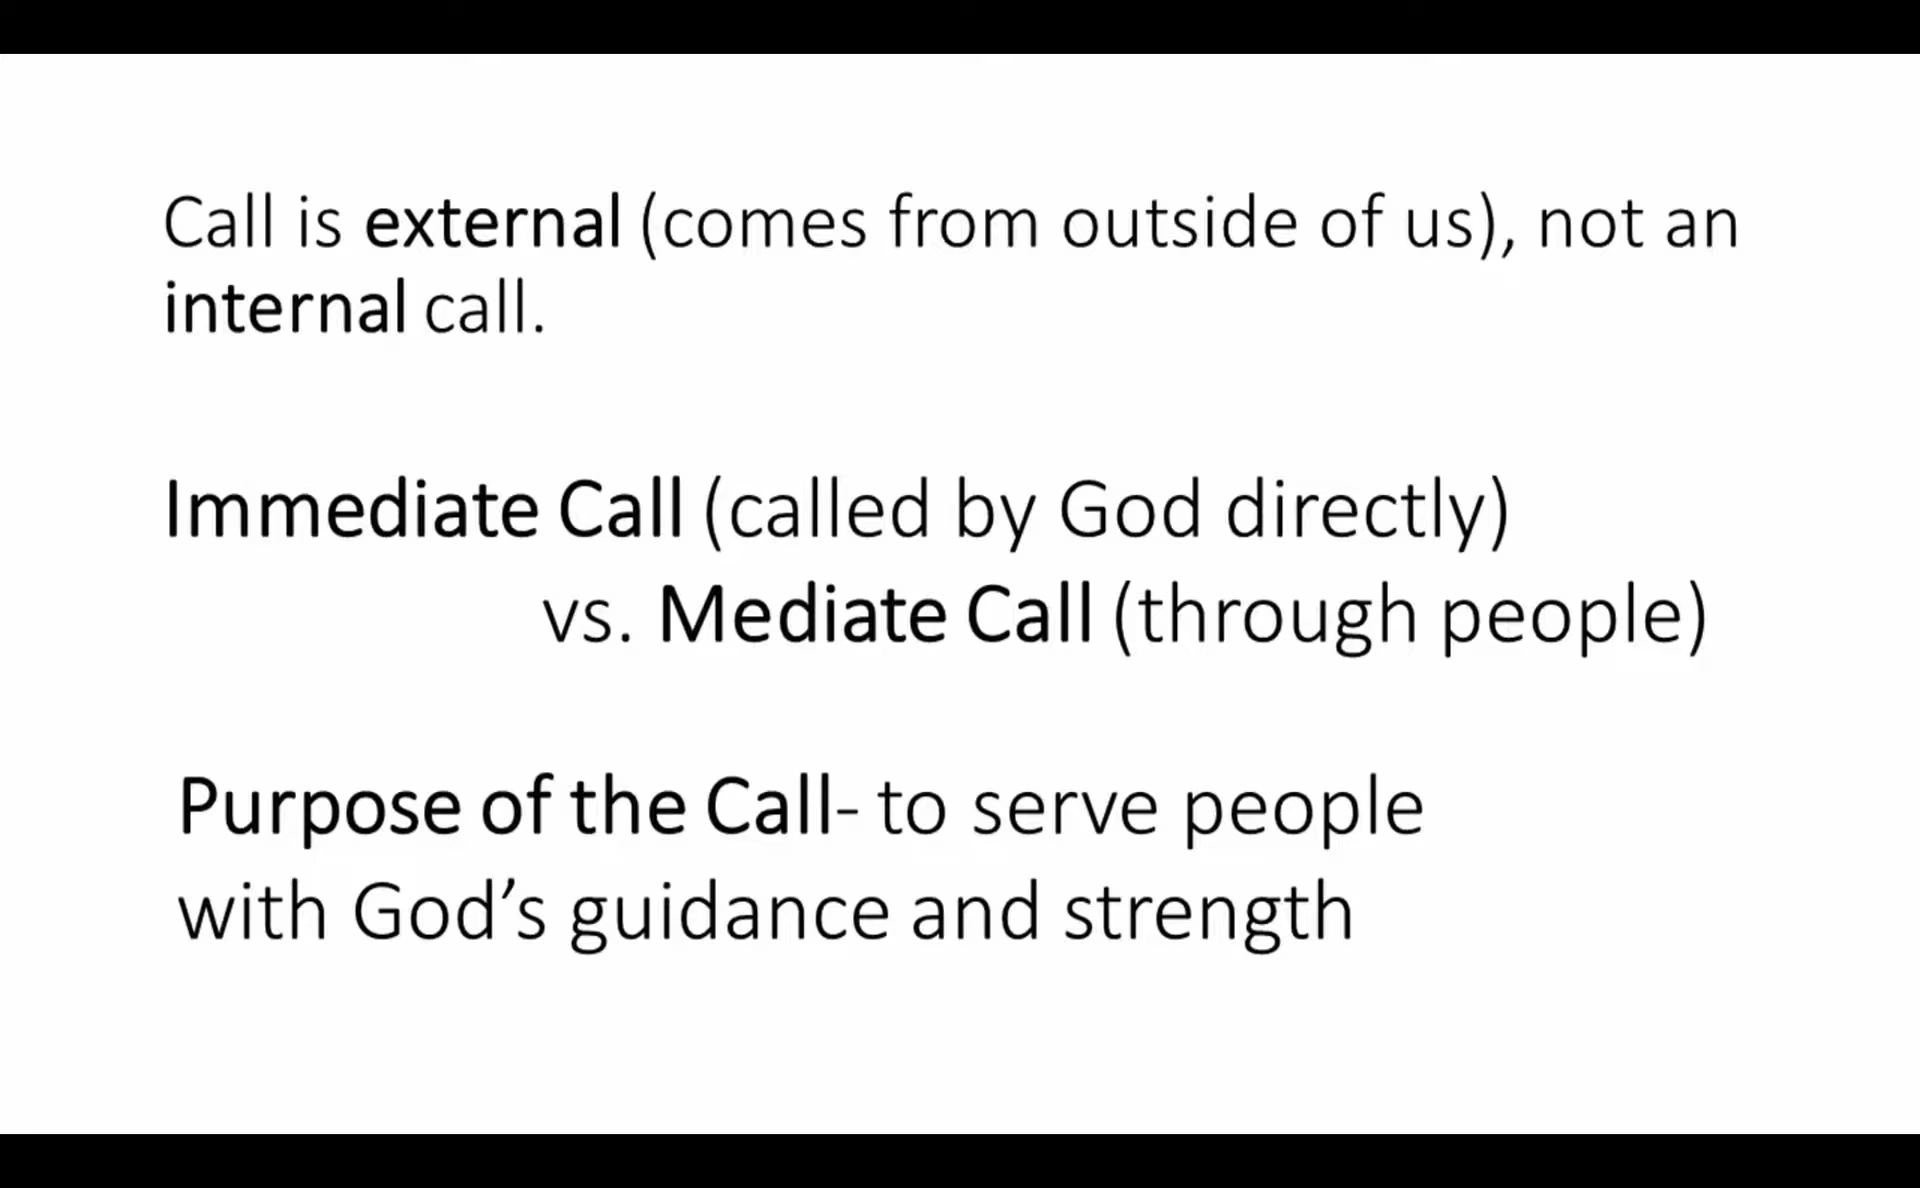 Call is external (comes from outside of us), not an
internal call.
Immediate Call (called by God directly)
vs. Mediate Call (through people)
Purpose of the Call- to serve people
with God’s guidance and strength